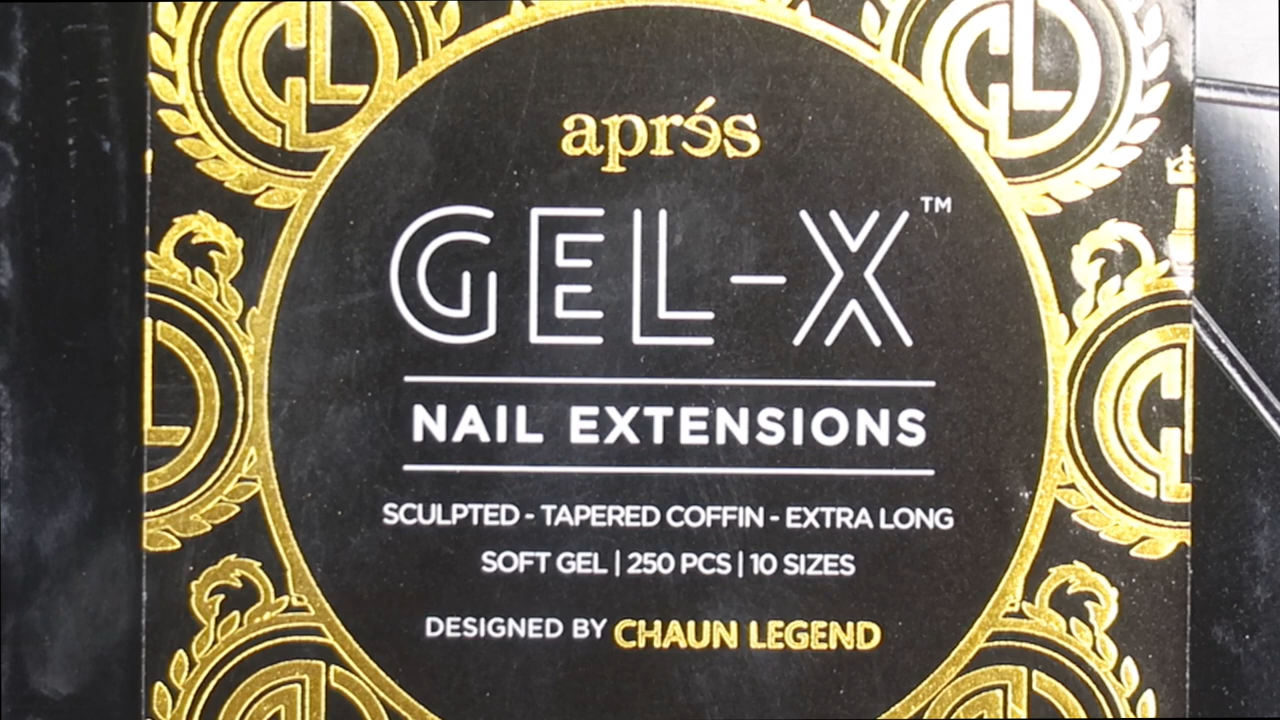 aprés
GEL-X™
NAIL EXTENSIONS
SCULPTED - TAPERED COFFIN - EXTRA LONG
SOFT GEL | 250 PCS | 10 SIZES
DESIGNED BY CHAUN LEGEND